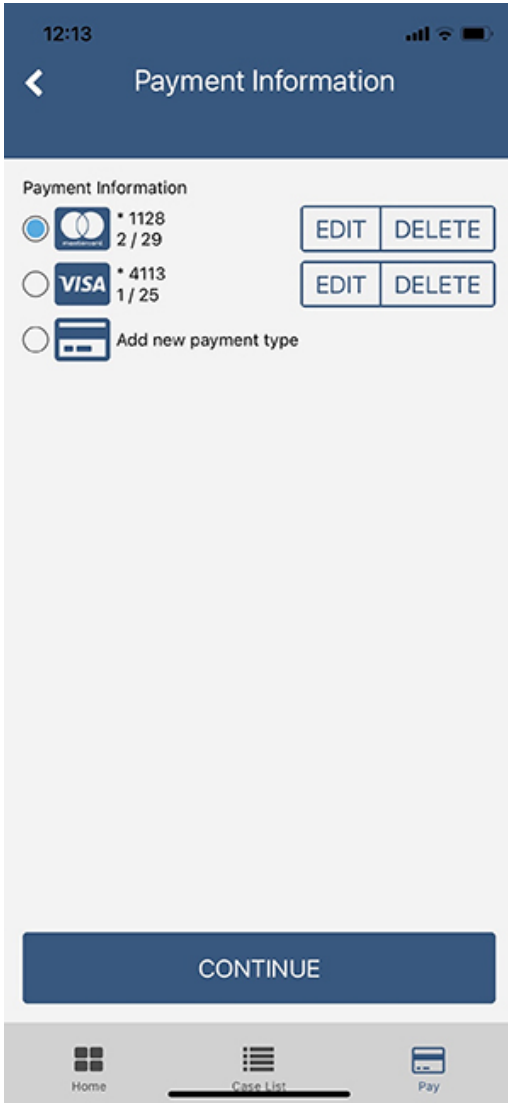 12:13
Payment Information
Payment Information
mastercard
* 1128
2 / 29
EDIT
DELETE
VISA
* 4113
1 / 25
EDIT
DELETE
Add new payment type
CONTINUE
Home
Case List
Pay